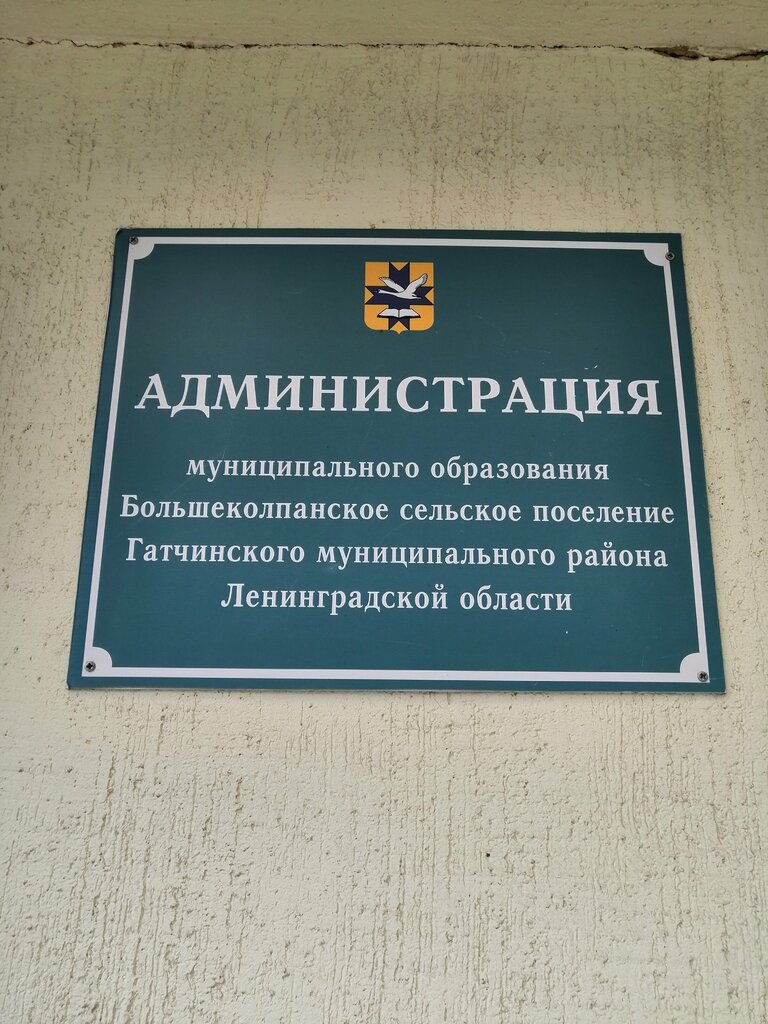 АДМИНИСТРАЦИЯ
муниципального образования
Большеколпанское сельское поселение
Гатчинского муниципального района
Ленинградской области